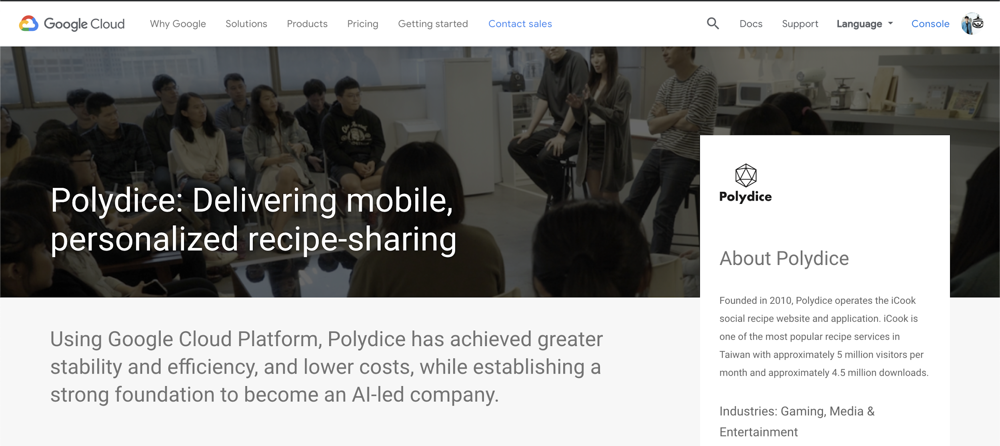 Google Cloud
Why Google
Solutions
Products
Pricing
Getting started
Contact sales
Docs
Support
Language
Console
Polydice: Delivering mobile,
personalized recipe-sharing
Using Google Cloud Platform, Polydice has achieved greater
stability and efficiency, and lower costs, while establishing a
strong foundation to become an AI-led company.
Polydice
About Polydice
Founded in 2010, Polydice operates the iCook
social recipe website and application. iCook is
one of the most popular recipe services in
Taiwan with approximately 5 million visitors per
month and approximately 4.5 million downloads.
Industries: Gaming, Media &
Entertainment